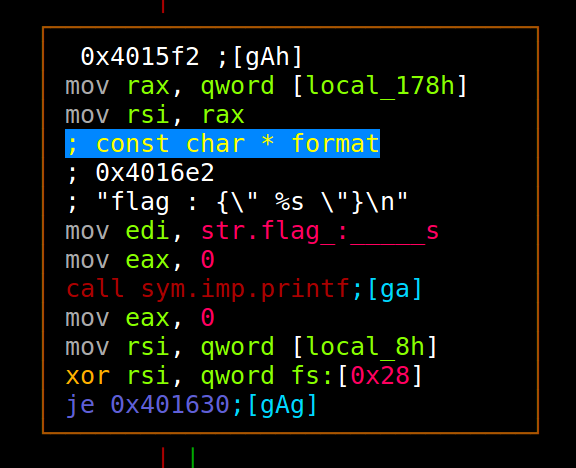 0x4015f2 ;[gAh]
mov rax, qword [local_178h]
mov rsi, rax
; const char * format
; 0x4016e2
; "flag : {\" %s \"}\n"
mov edi, str.flag_:_____s
mov eax, 0
call sym.imp.printf;[ga]
mov eax, 0
mov rsi, qword [local_8h]
xor rsi, qword fs:[0x28]
je 0x401630;[gAg]